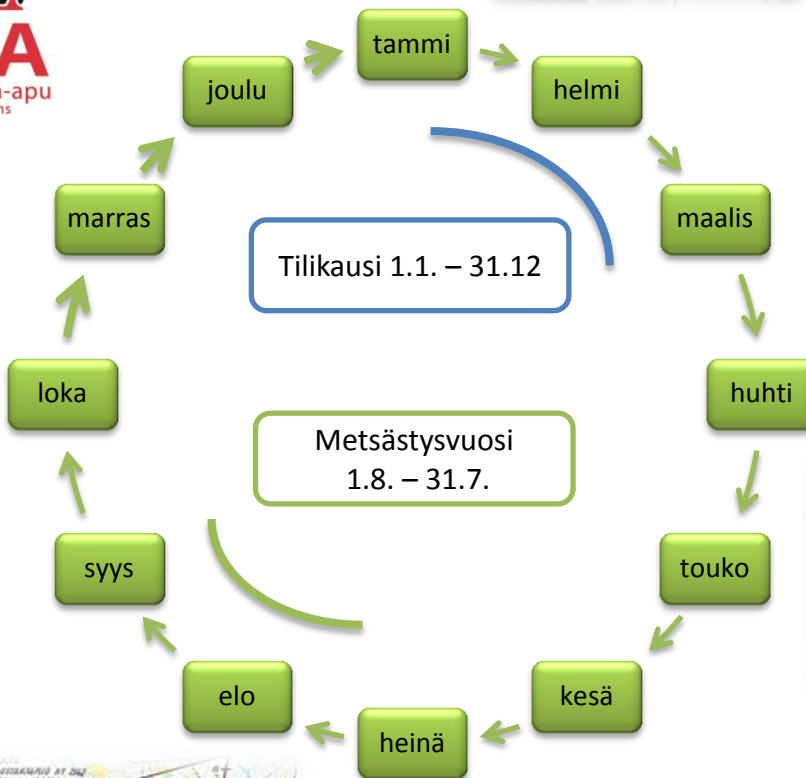 A
-apu
tammi
helmi
maalis
huhti
touko
kesä
heinä
elo
syys
loka
marras
joulu
Tilikausi 1.1. – 31.12
Metsästysvuosi
1.8. – 31.7.